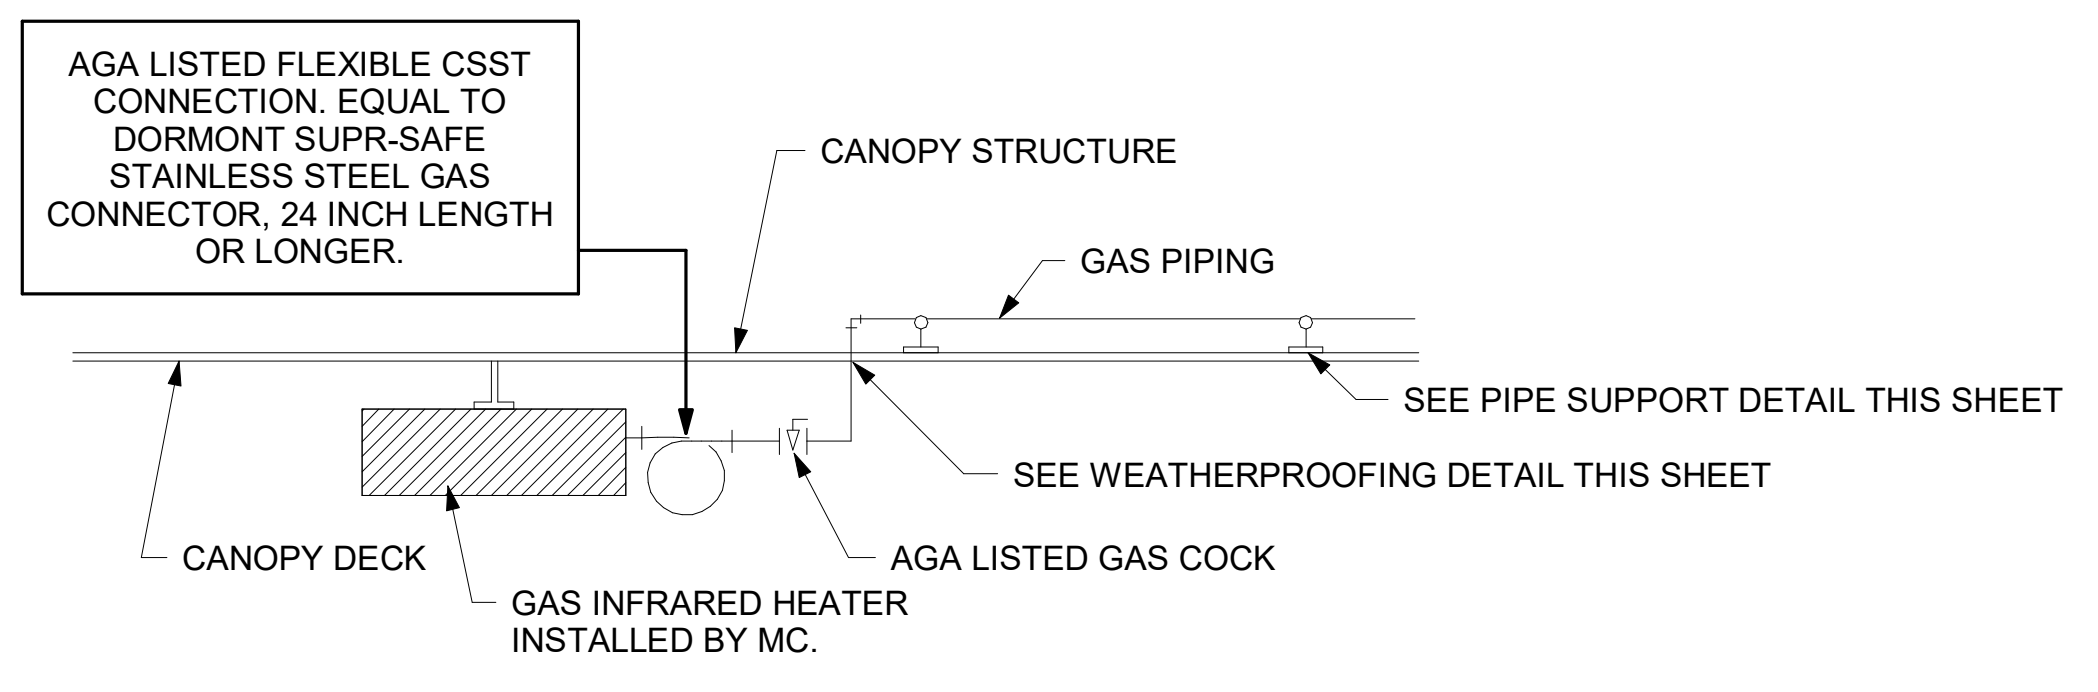 AGA LISTED FLEXIBLE CSST
CONNECTION. EQUAL TO
DORMONT SUPR-SAFE
STAINLESS STEEL GAS
CONNECTOR, 24 INCH LENGTH
OR LONGER.
CANOPY STRUCTURE
GAS PIPING
SEE PIPE SUPPORT DETAIL THIS SHEET
SEE WEATHERPROOFING DETAIL THIS SHEET
CANOPY DECK
AGA LISTED GAS COCK
GAS INFRARED HEATER
INSTALLED BY MC.